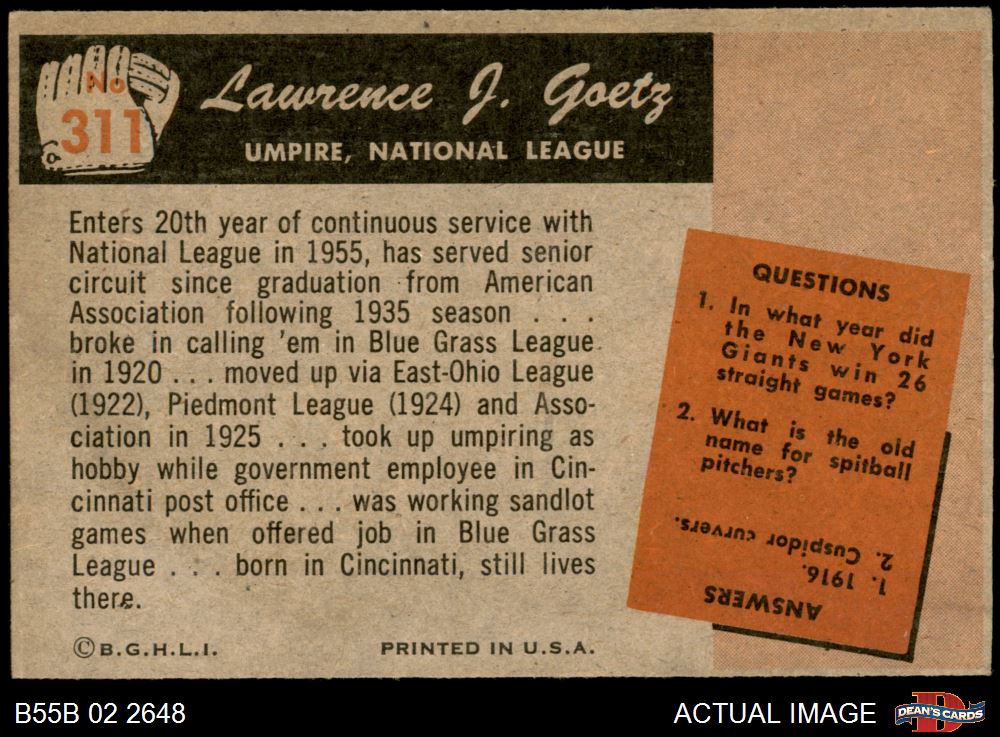 No
311
Lawrence J. Goetz
UMPIRE, NATIONAL LEAGUE
Enters 20th year of continuous service with
National League in 1955, has served senior
circuit since graduation from American
Association following 1935 season . . .
broke in calling 'em in Blue Grass League
in 1920 . . . moved up via East-Ohio League
(1922), Piedmont League (1924) and Asso-
ciation in 1925 . . . took up umpiring as
hobby while government employee in Cin-
cinnati post office . . . was working sandlot
games when offered job in Blue Grass
League . . . born in Cincinnati, still lives
there.
©B.G.H.L.I.
PRINTED IN U.S.A.
QUESTIONS
1. In what year did
the New York
Giants win 26
straight games?
2. What is the old
name for spitball
pitchers?
ANSWERS
1. 1916.
2. Cuspidor curvers.
B55B 02 2648
ACTUAL IMAGE
DEAN'S CARDS